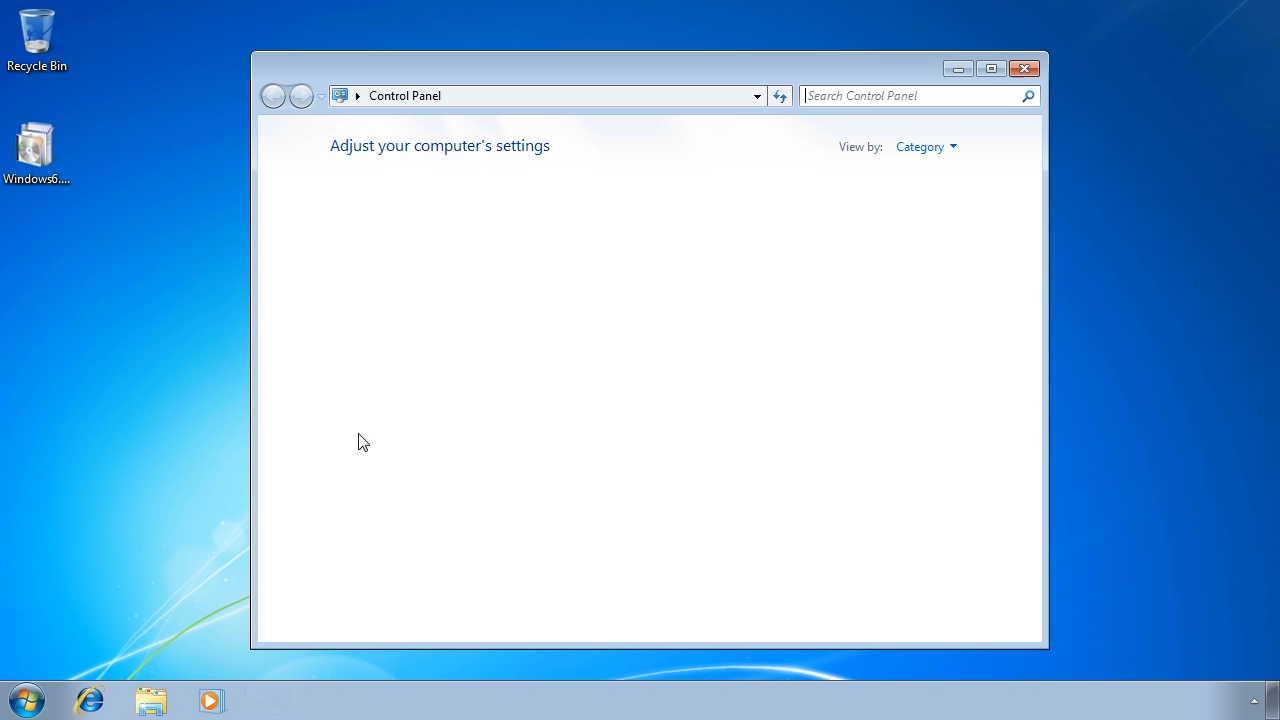 Recycle Bin
Windows6....
Control Panel
Search Control Panel
Adjust your computer's settings
View by: Category